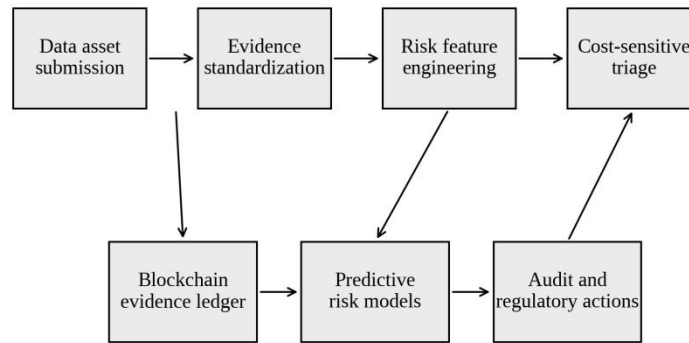 Data asset
submission
Evidence
standardization
Risk feature
engineering
Cost-sensitive
triage
Blockchain
evidence ledger
Predictive
risk models
Audit and
regulatory actions